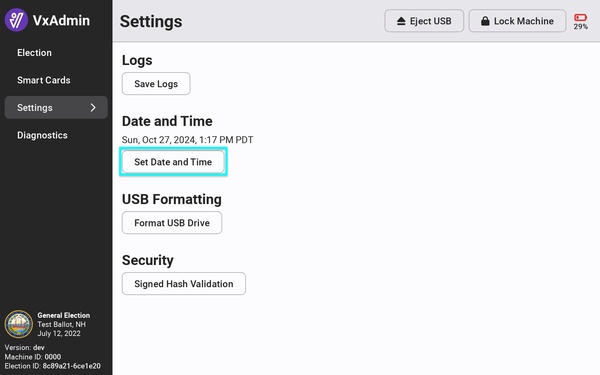 VxAdmin
Election
Smart Cards
Settings
Diagnostics
General Election
Test Ballot, NH
July 12, 2022
Version: dev
Machine ID: 0000
Election ID: 8c89a21-6ce1e20
Settings
Eject USB
Lock Machine
29%
Logs
Save Logs
Date and Time
Sun, Oct 27, 2024, 1:17 PM PDT
Set Date and Time
USB Formatting
Format USB Drive
Security
Signed Hash Validation